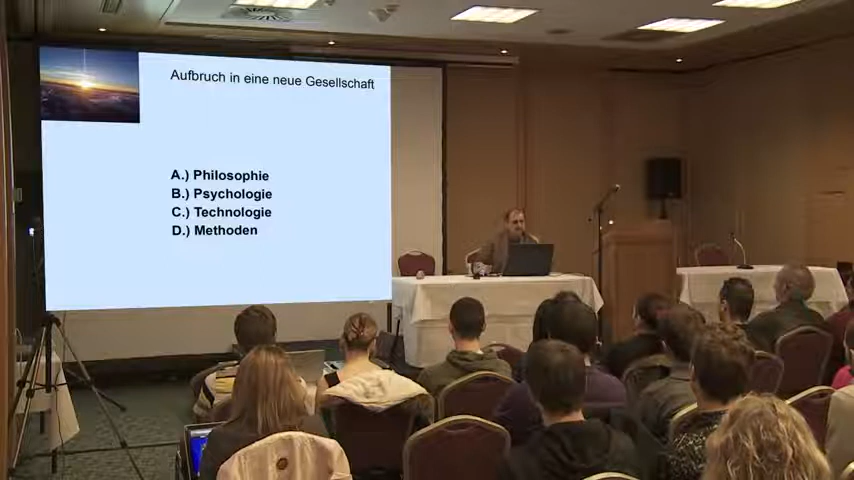 Aufbruch in eine neue Gesellschaft
A.) Philosophie
B.) Psychologie
C.) Technologie
D.) Methoden